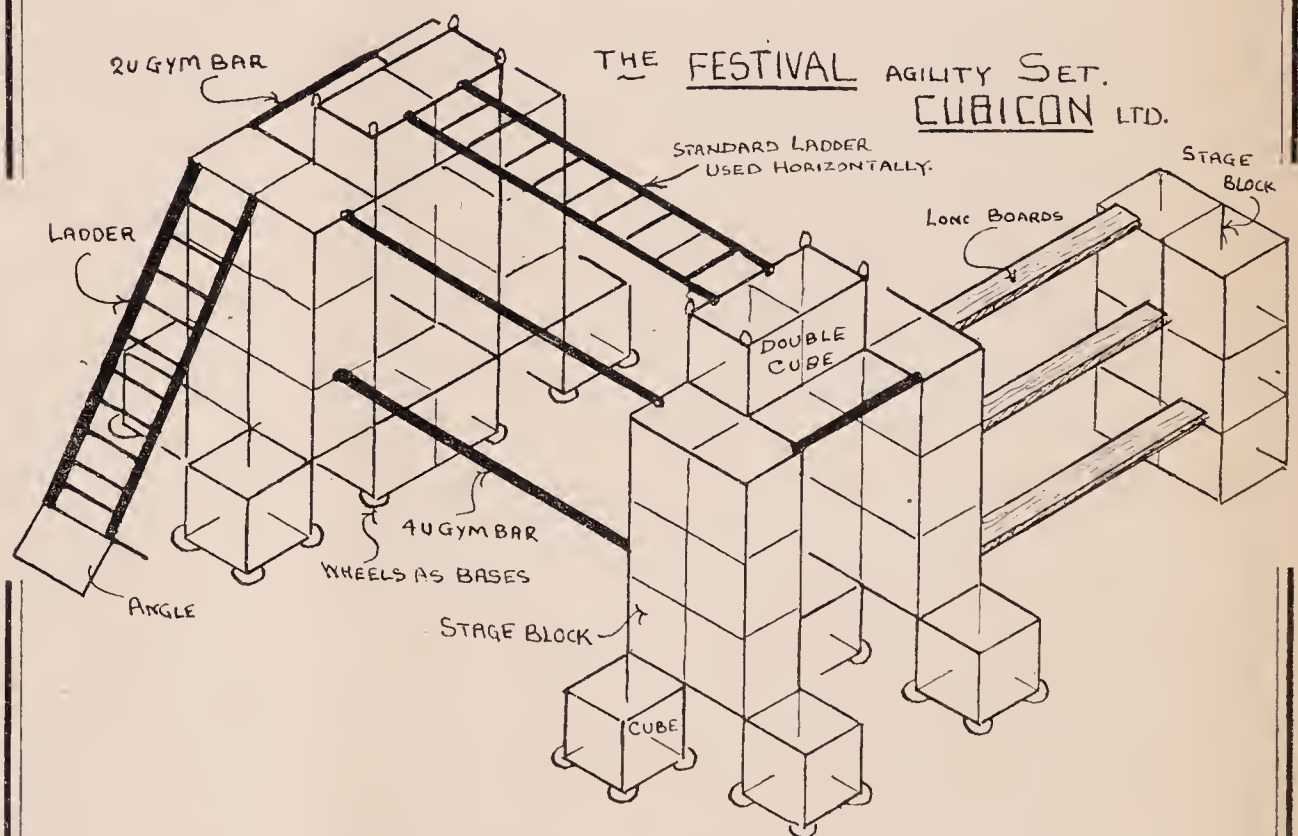 THE FESTIVAL AGILITY SET.
CUBICON LTD.
2U GYM BAR
STANDARD LADDER
USED HORIZONTALLY.
STAGE
BLOCK
LONG BOARDS
LADDER
DOUBLE
CUBE
4U GYM BAR
WHEELS AS BASES
ANGLE
STAGE BLOCK
CUBE